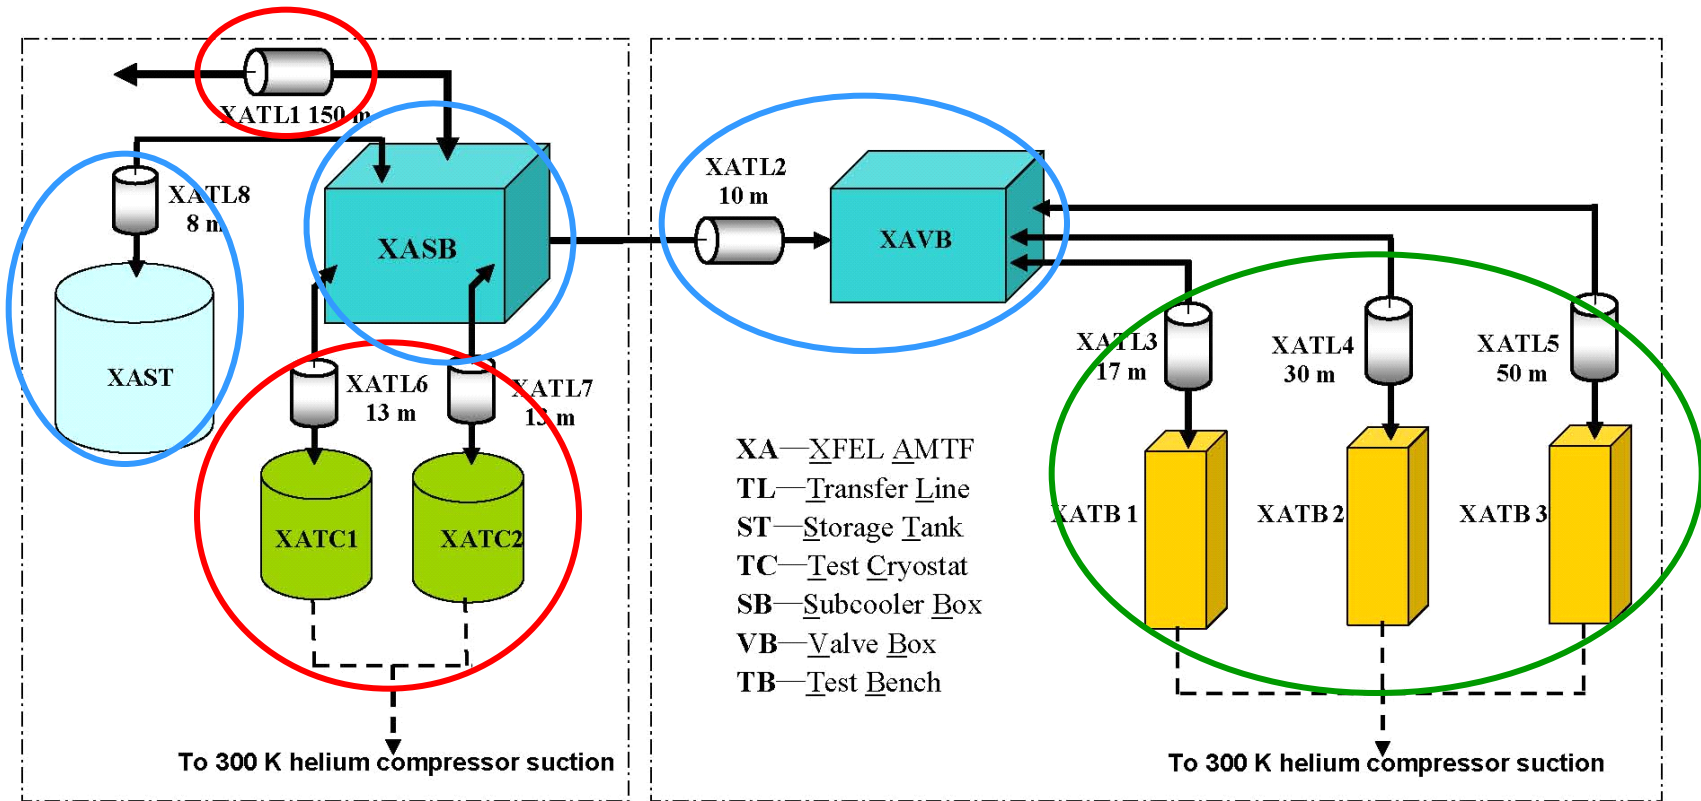 XATL1 150 m
XATL8
8 m
XASB
XAST
XATL6
13 m
XATL7
13 m
XATC1
XATC2
To 300 K helium compressor suction
XATL2
10 m
XAVB
XATL3
17 m
XATL4
30 m
XATL5
50 m
XA—XFEL AMTF
TL—Transfer Line
ST—Storage Tank
TC—Test Cryostat
SB—Subcooler Box
VB—Valve Box
TB—Test Bench
XATB 1
XATB 2
XATB 3
To 300 K helium compressor suction